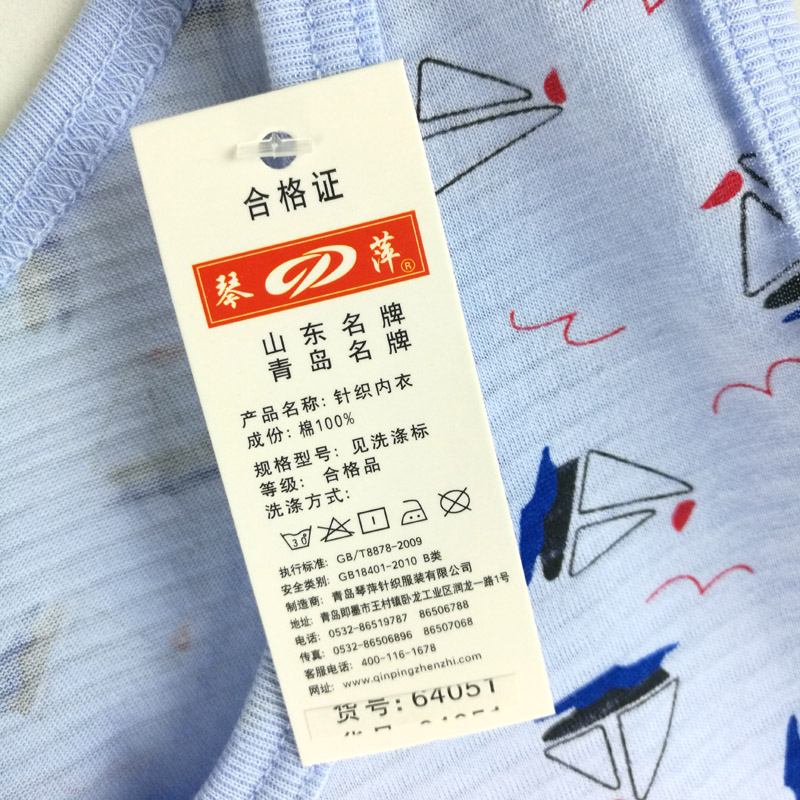 合格证
琴 萍 ®
山东名牌
青岛名牌
产品名称: 针织内衣
成份: 棉100%
规格型号: 见洗涤标
等级: 合格品
洗涤方式:
30
执行标准: GB/T8878-2009
安全类别: GB18401-2010 B类
制造商: 青岛琴萍针织服装有限公司
地址: 青岛即墨市王村镇卧龙工业区润龙一路1号
电话: 0532-86519787 86506788
传真: 0532-86506896 86507068
客服电话: 400-116-1678
网址: www.qinpingzhenzhi.com
货号: 64051